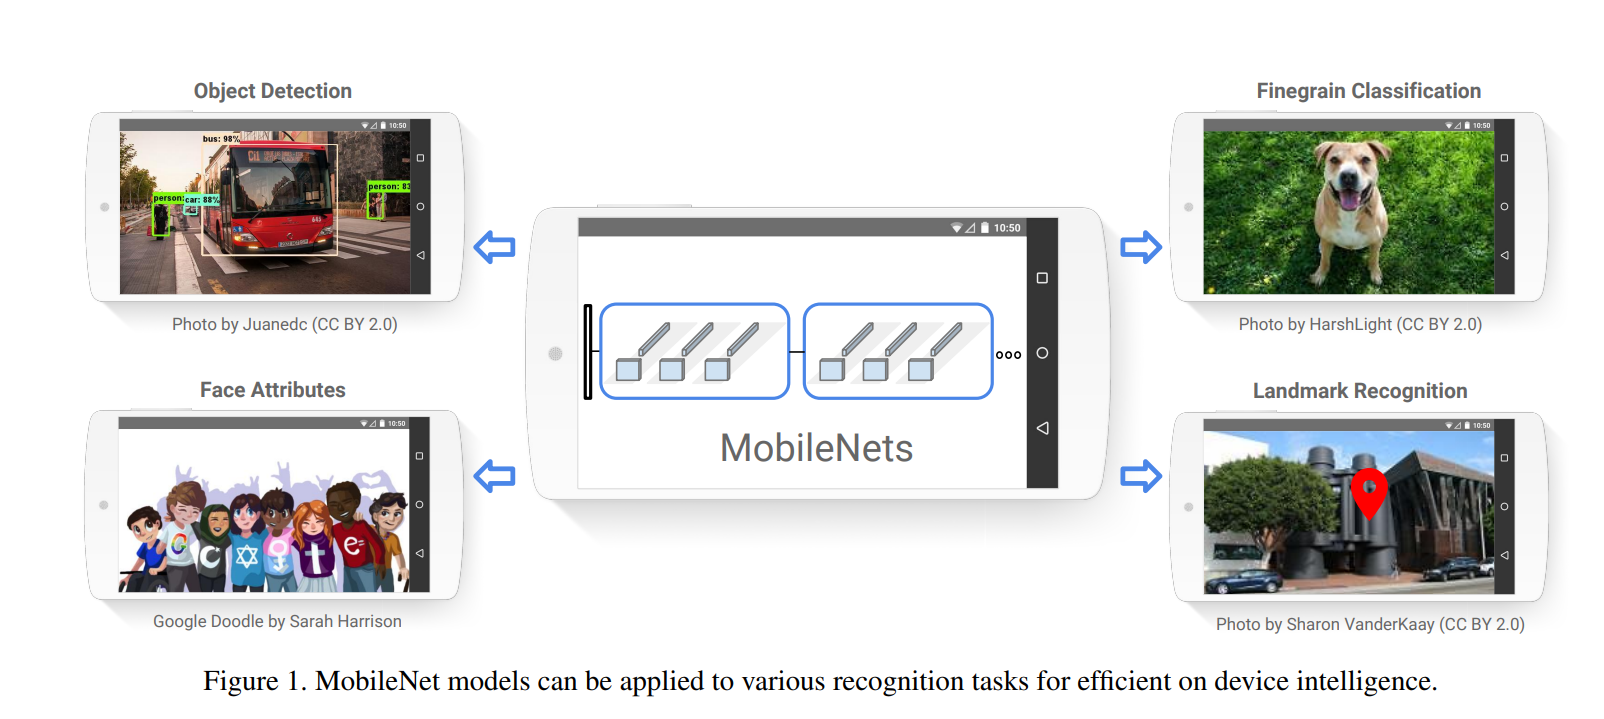 Object Detection
10:50
bus: 98%
Ci1
person: 83
person:
car: 88%
645
Photo by Juanedc (CC BY 2.0)
Face Attributes
10:50
G
e=
Google Doodle by Sarah Harrison
10:50
MobileNets
Finegrain Classification
10:50
Photo by HarshLight (CC BY 2.0)
Landmark Recognition
10:50
Photo by Sharon VanderKaay (CC BY 2.0)
Figure 1. MobileNet models can be applied to various recognition tasks for efficient on device intelligence.